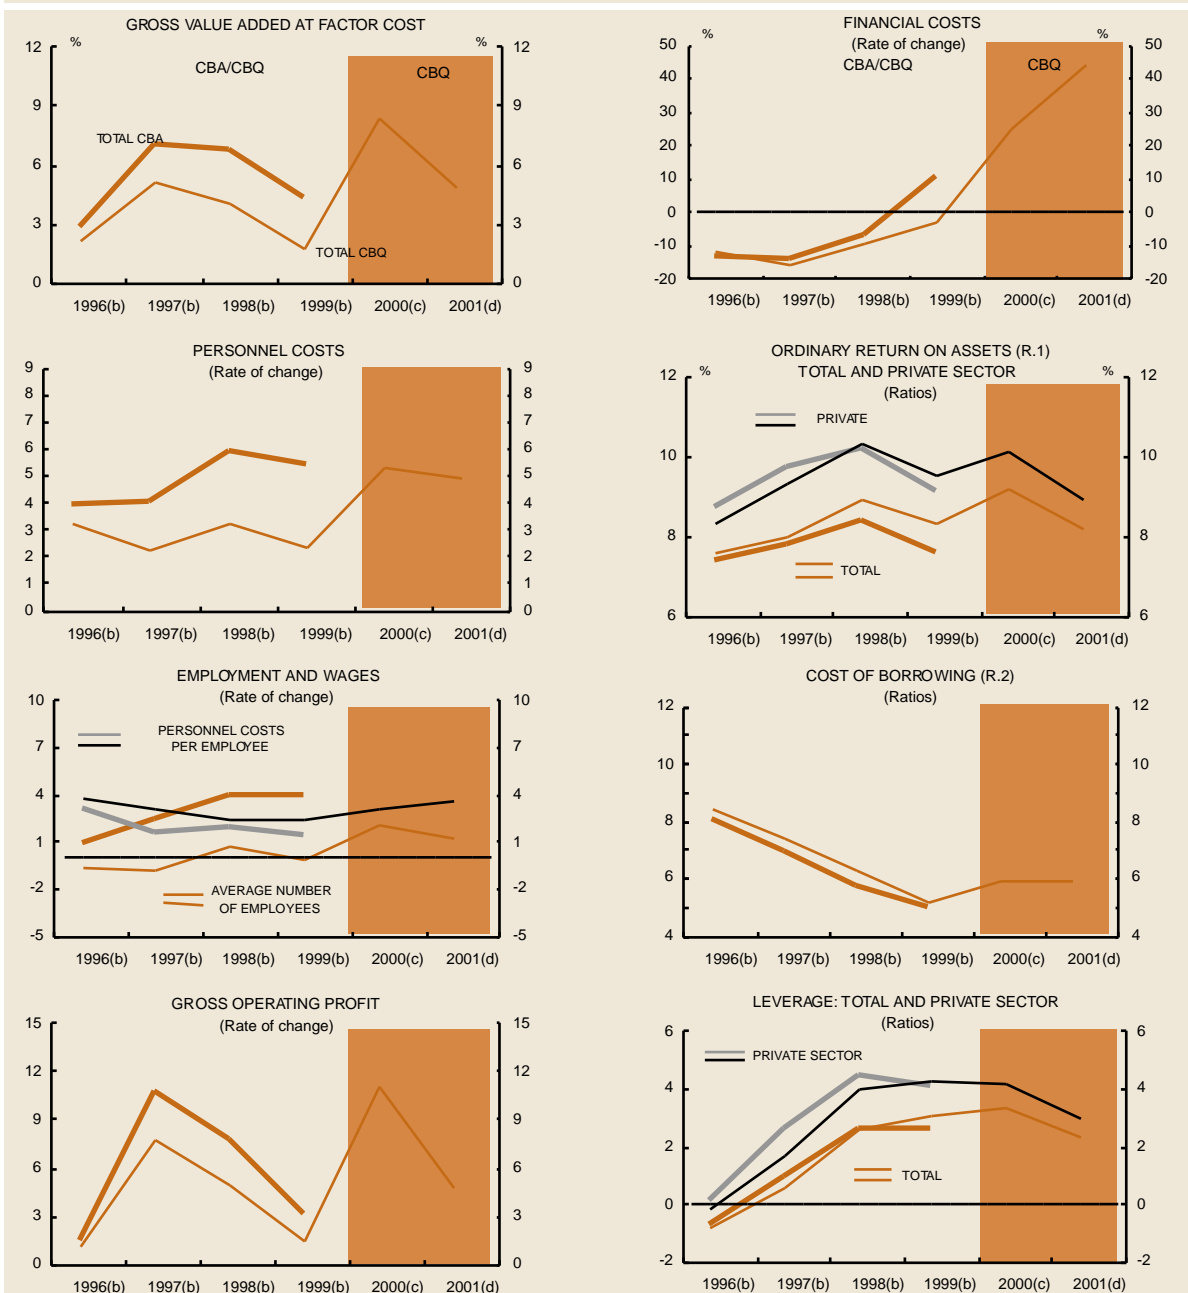 GROSS VALUE ADDED AT FACTOR COST
%
%
12
12
CBA/CBQ
CBQ
9
9
TOTAL CBA
6
6
3
3
TOTAL CBQ
0
0
1996(b) 1997(b) 1998(b) 1999(b) 2000(c) 2001(d)
FINANCIAL COSTS
(Rate of change)
%
%
50
50
CBA/CBQ
CBQ
40
40
30
30
20
20
10
10
0
0
-10
-10
-20
-20
1996(b) 1997(b) 1998(b) 1999(b) 2000(c) 2001(d)
PERSONNEL COSTS
(Rate of change)
9
9
8
8
7
7
6
6
5
5
4
4
3
3
2
2
1
1
0
0
1996(b) 1997(b) 1998(b) 1999(b) 2000(c) 2001(d)
ORDINARY RETURN ON ASSETS (R.1)
TOTAL AND PRIVATE SECTOR
(Ratios)
%
%
12
12
PRIVATE
10
10
8
8
TOTAL
6
6
1996(b) 1997(b) 1998(b) 1999(b) 2000(c) 2001(d)
EMPLOYMENT AND WAGES
(Rate of change)
10
10
PERSONNEL COSTS
PER EMPLOYEE
7
7
4
4
1
1
-2
-2
AVERAGE NUMBER
OF EMPLOYEES
-5
-5
1996(b) 1997(b) 1998(b) 1999(b) 2000(c) 2001(d)
COST OF BORROWING (R.2)
(Ratios)
12
12
10
10
8
8
6
6
4
4
1996(b) 1997(b) 1998(b) 1999(b) 2000(c) 2001(d)
GROSS OPERATING PROFIT
(Rate of change)
15
15
12
12
9
9
6
6
3
3
0
0
1996(b) 1997(b) 1998(b) 1999(b) 2000(c) 2001(d)
LEVERAGE: TOTAL AND PRIVATE SECTOR
(Ratios)
6
6
PRIVATE SECTOR
4
4
2
2
TOTAL
0
0
-2
-2
1996(b) 1997(b) 1998(b) 1999(b) 2000(c) 2001(d)